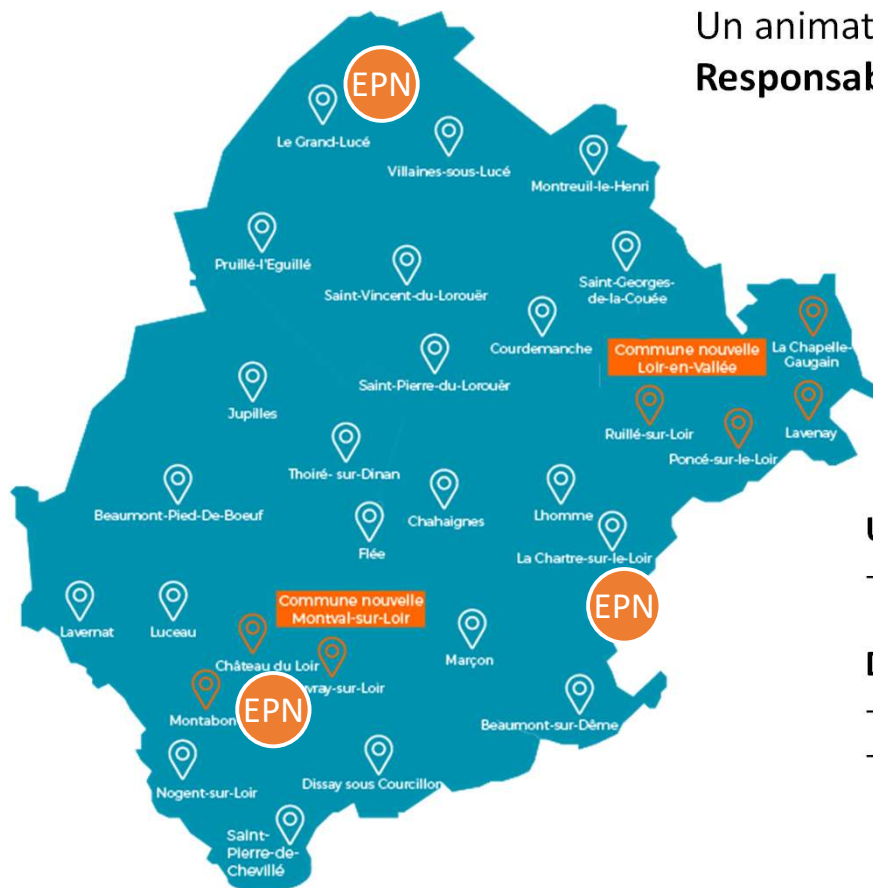 Un animat
Responsab
EPN
Le Grand-Lucé
Villaines-sous-Lucé
Montreuil-le-Henri
Pruillé-l'Eguillé
Saint-Vincent-du-Lorouër
Saint-Georges-
de-la-Couée
Courdemanche
Commune nouvelle
Loir-en-Vallée
La Chapelle-
Gaugain
Saint-Pierre-du-Lorouër
Jupilles
Ruillé-sur-Loir
Lavenay
Poncé-sur-le-Loir
Thoiré- sur-Dinan
Beaumont-Pied-De-Boeuf
Chahaignes
Lhomme
Flée
La Chartre-sur-le-Loir
EPN
Commune nouvelle
Montval-sur-Loir
Lavernat
Luceau
Château du Loir
Marçon
vray-sur-Loir
Montabon
EPN
Beaumont-sur-Dême
Nogent-sur-Loir
Dissay sous Courcillon
Saint-
Pierre-de-
Chevillé